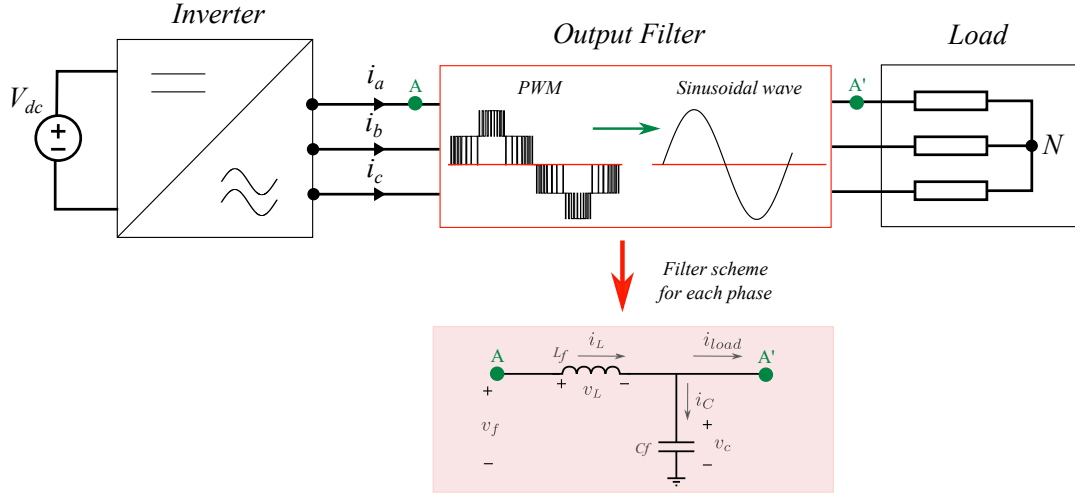 Inverter
Output Filter
Load
V_dc
+
−
i_a
i_b
i_c
A
PWM
Sinusoidal wave
A'
N
Filter scheme
for each phase
A
L_f
i_L
i_load
A'
+
v_L
−
+
v_f
−
i_C
C_f
+
v_c
−